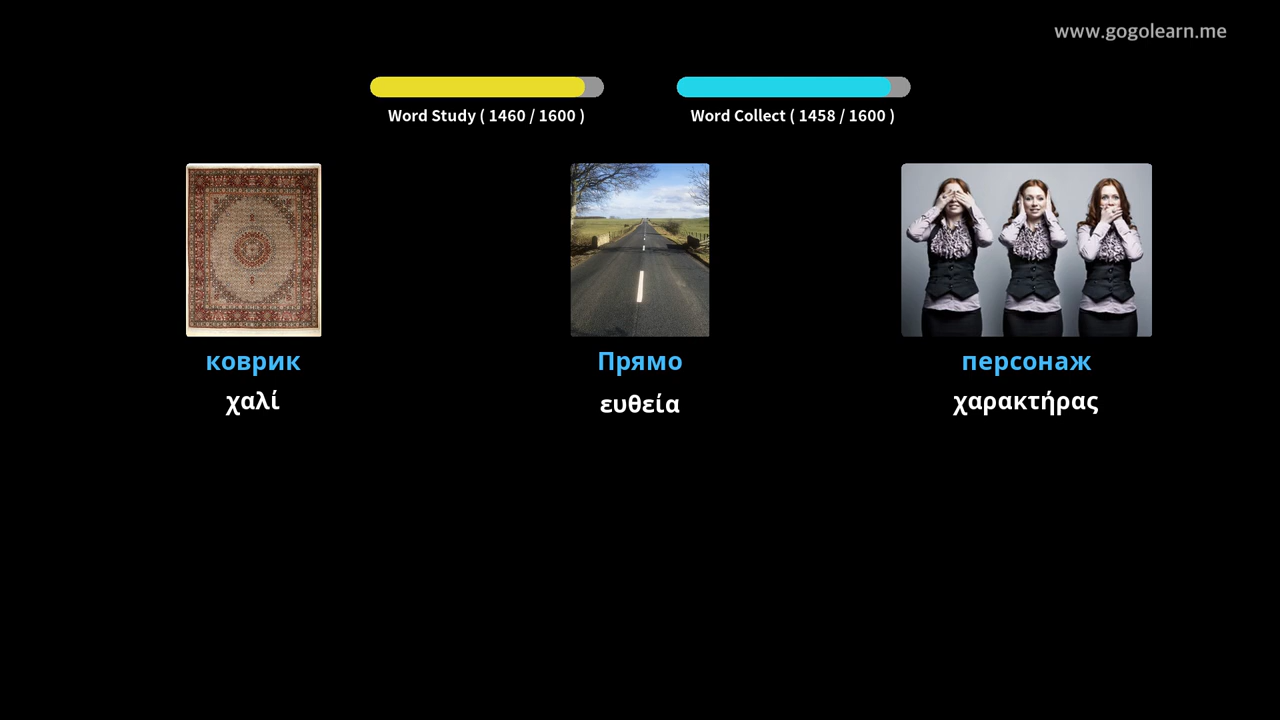 www.gogolearn.me
Word Study ( 1460 / 1600 )
Word Collect ( 1458 / 1600 )
коврик
Прямо
персонаж
χαλί
ευθεία
χαρακτήρας